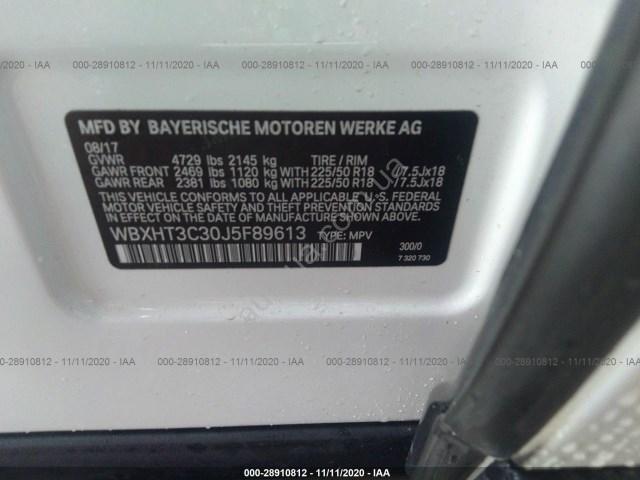 000-28910812 - 11/11/2020 - IAA
MFD BY BAYERISCHE MOTOREN WERKE AG
08/17
GVWR 4729 lbs 2145 kg TIRE / RIM
GAWR FRONT 2469 lbs 1120 kg WITH 225/50 R18 / 7.5Jx18
GAWR REAR 2381 lbs 1080 kg WITH 225/50 R18 / 7.5Jx18
THIS VEHICLE CONFORMS TO ALL APPLICABLE U.S. FEDERAL
MOTOR VEHICLE SAFETY, BUMPER, AND THEFT PREVENTION
STANDARDS IN EFFECT ON THE DATE OF MANUFACTURE SHOWN ABOVE.
WBXHT3C30J5F89613 TYPE: MPV
300/0
7 320 730
000-28910812 - 11/11/2020 - IAA
000-28910812 - 11/11/2020 - IAA